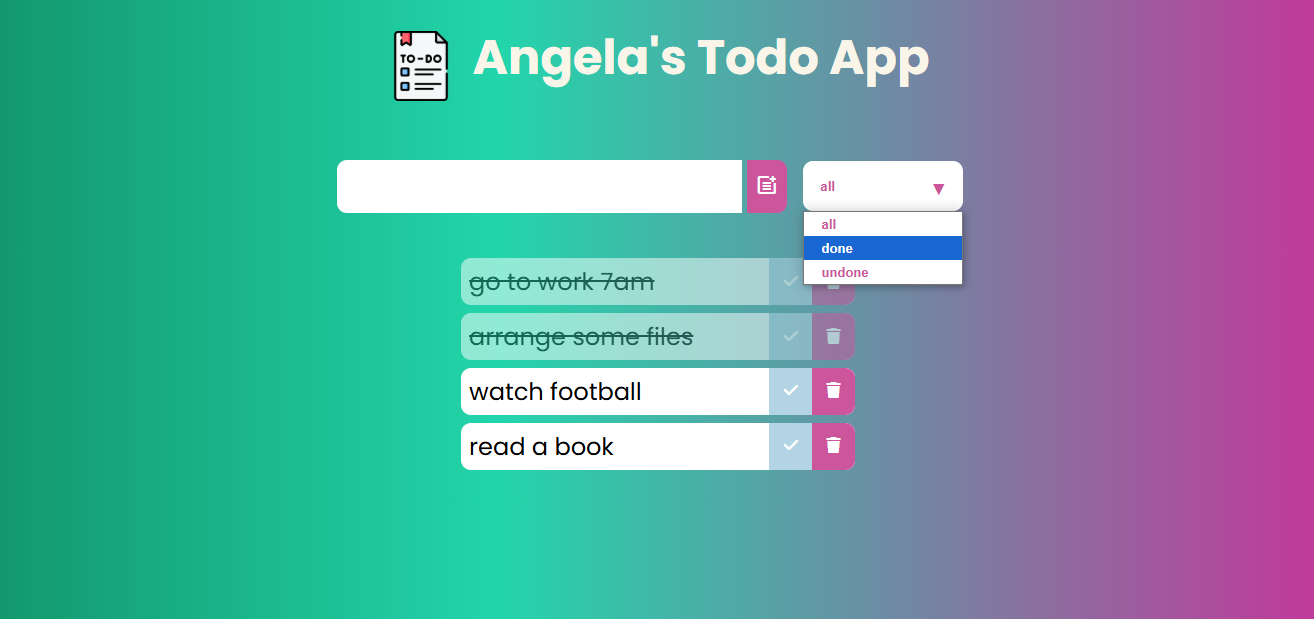 TO-DO
Angela's Todo App
all
all
done
undone
go to work 7am
arrange some files
watch football
read a book